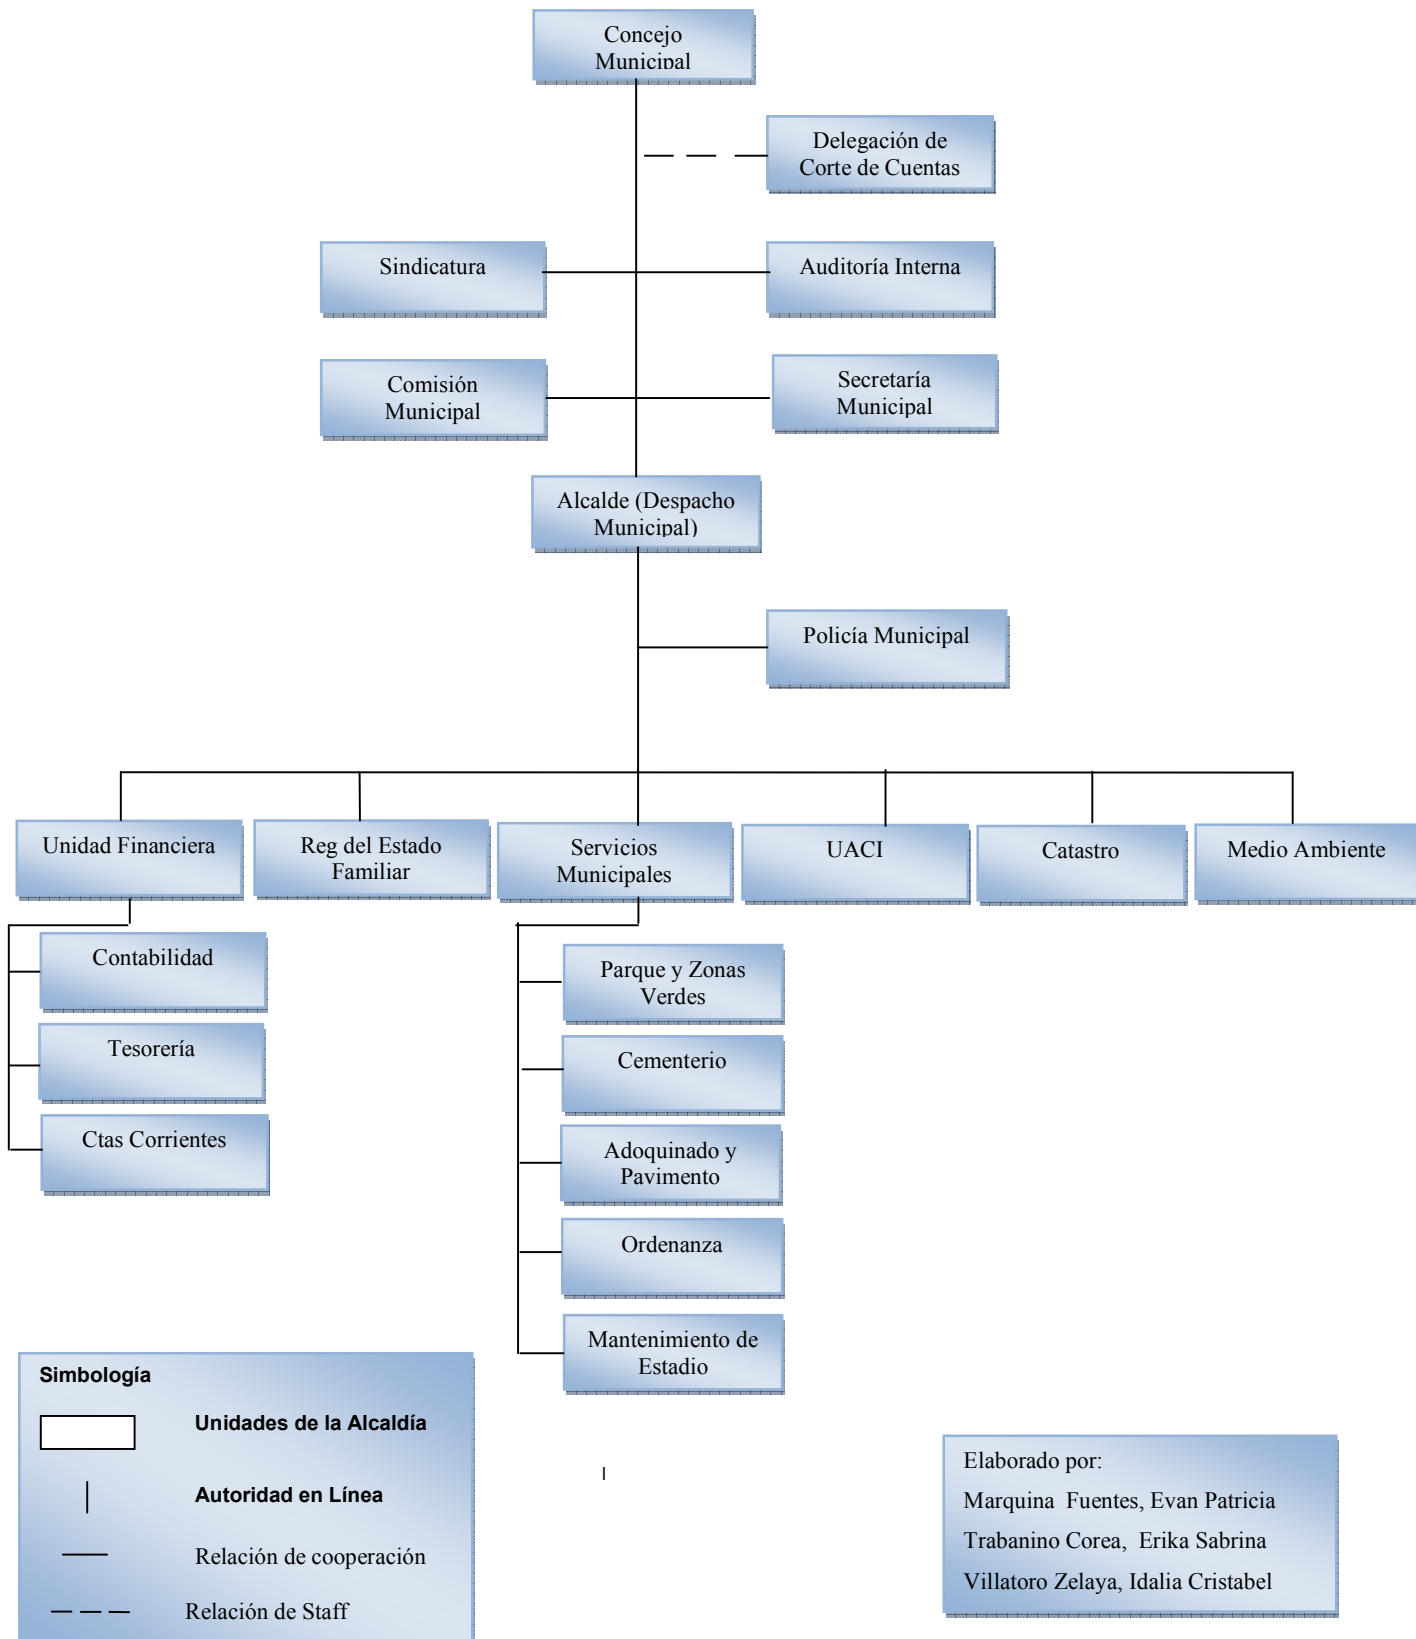 Concejo
Municipal
Delegación de
Corte de Cuentas
Sindicatura
Auditoría Interna
Comisión
Municipal
Secretaría
Municipal
Alcalde (Despacho
Municipal)
Policía Municipal
Unidad Financiera
Reg del Estado
Familiar
Servicios
Municipales
UACI
Catastro
Medio Ambiente
Contabilidad
Tesorería
Ctas Corrientes
Parque y Zonas
Verdes
Cementerio
Adoquinado y
Pavimento
Ordenanza
Mantenimiento de
Estadio
Simbología
Unidades de la Alcaldía
Autoridad en Línea
Relación de cooperación
Relación de Staff
Elaborado por:
Marquina  Fuentes, Evan Patricia
Trabanino Corea,  Erika Sabrina
Villatoro Zelaya, Idalia Cristabel